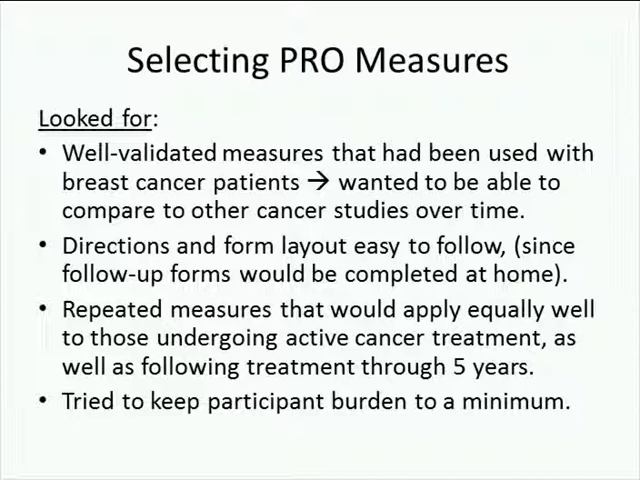 Selecting PRO Measures
Looked for:
• Well-validated measures that had been used with
breast cancer patients → wanted to be able to
compare to other cancer studies over time.
• Directions and form layout easy to follow, (since
follow-up forms would be completed at home).
• Repeated measures that would apply equally well
to those undergoing active cancer treatment, as
well as following treatment through 5 years.
• Tried to keep participant burden to a minimum.